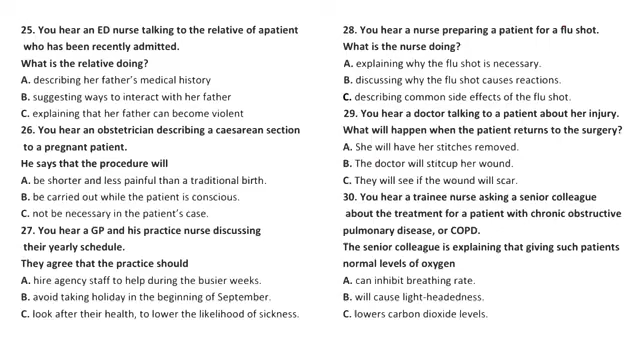 25. You hear an ED nurse talking to the relative of apatient
who has been recently admitted.
What is the relative doing?
A. describing her father's medical history
B. suggesting ways to interact with her father
C. explaining that her father can become violent
26. You hear an obstetrician describing a caesarean section
to a pregnant patient.
He says that the procedure will
A. be shorter and less painful than a traditional birth.
B. be carried out while the patient is conscious.
C. not be necessary in the patient's case.
27. You hear a GP and his practice nurse discussing
their yearly schedule.
They agree that the practice should
A. hire agency staff to help during the busier weeks.
B. avoid taking holiday in the beginning of September.
C. look after their health, to lower the likelihood of sickness.
28. You hear a nurse preparing a patient for a flu shot.
What is the nurse doing?
A. explaining why the flu shot is necessary.
B. discussing why the flu shot causes reactions.
C. describing common side effects of the flu shot.
29. You hear a doctor talking to a patient about her injury.
What will happen when the patient returns to the surgery?
A. She will have her stitches removed.
B. The doctor will stitcup her wound.
C. They will see if the wound will scar.
30. You hear a trainee nurse asking a senior colleague
about the treatment for a patient with chronic obstructive
pulmonary disease, or COPD.
The senior colleague is explaining that giving such patients
normal levels of oxygen
A. can inhibit breathing rate.
B. will cause light-headedness.
C. lowers carbon dioxide levels.